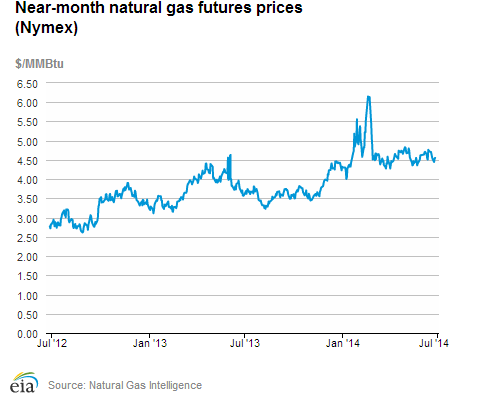 Near-month natural gas futures prices
(Nymex)
$/MMBtu
6.50
6.00
5.50
5.00
4.50
4.00
3.50
3.00
2.50
2.00
1.50
1.00
0.50
0.00
Jul '12 Jan '13 Jul '13 Jan '14 Jul '14
eia Source: Natural Gas Intelligence